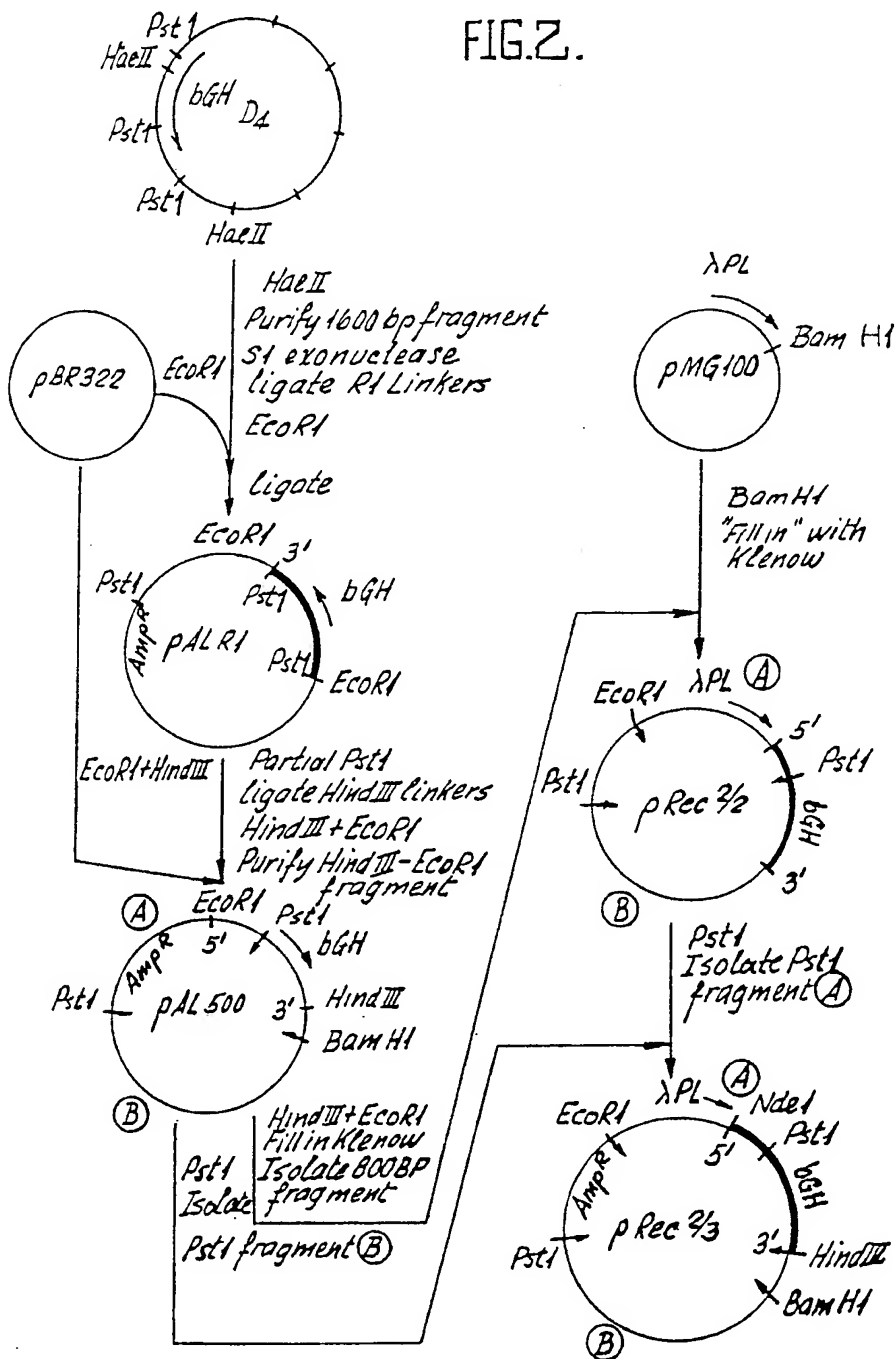 FIG.2.
Pst1
HaeII
bGH
D4
Pst1
Pst1
HaeII
HaeII
Purify 1600 bp fragment
S1 exonuclease
ligate R1 Linkers
EcoR1
ligate
pBR322
EcoR1
λPL
Bam H1
pMG100
BamH1
"Fill in" with
Klenow
EcoR1
3'
Pst1
Pst1
bGH
AmpR
pALR1
Pst1
EcoR1
EcoR1+HindIII
Partial Pst1
ligate HindIII linkers
HindIII+EcoR1
Purify HindIII-EcoR1
fragment
EcoR1
λPL
A
5'
Pst1
Pst1
pRec 2/2
bGH
3'
B
Pst1
Isolate Pst1
fragment A
A
EcoR1
5'
Pst1
bGH
AmpR
Pst1
pAL500
3'
HindIII
BamH1
B
HindIII+EcoR1
Fill in Klenow
Isolate 800BP
fragment
Pst1
Isolate
Pst1 fragment B
λPL
A
Nde1
EcoR1
5'
Pst1
bGH
AmpR
Pst1
pRec 2/3
3'
HindIII
BamH1
B